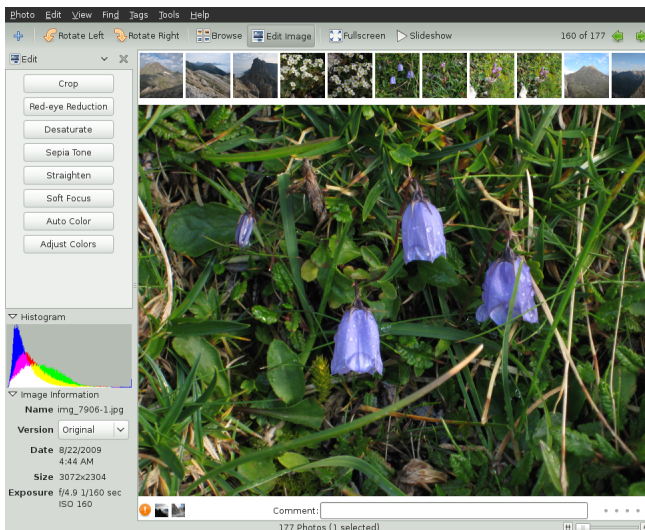 Photo Edit View Find Tags Tools Help
Rotate Left Rotate Right Browse Edit Image Fullscreen Slideshow 160 of 177
Edit
Crop
Red-eye Reduction
Desaturate
Sepia Tone
Straighten
Soft Focus
Auto Color
Adjust Colors
Histogram
Image Information
Name img_7906-1.jpg
Version Original
Date 8/22/2009
4:44 AM
Size 3072x2304
Exposure f/4.9 1/160 sec
ISO 160
Comment:
177 Photos (1 selected)